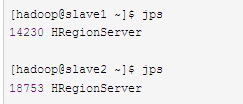 [hadoop@slave1 ~]$ jps
14230 HRegionServer
[hadoop@slave2 ~]$ jps
18753 HRegionServer